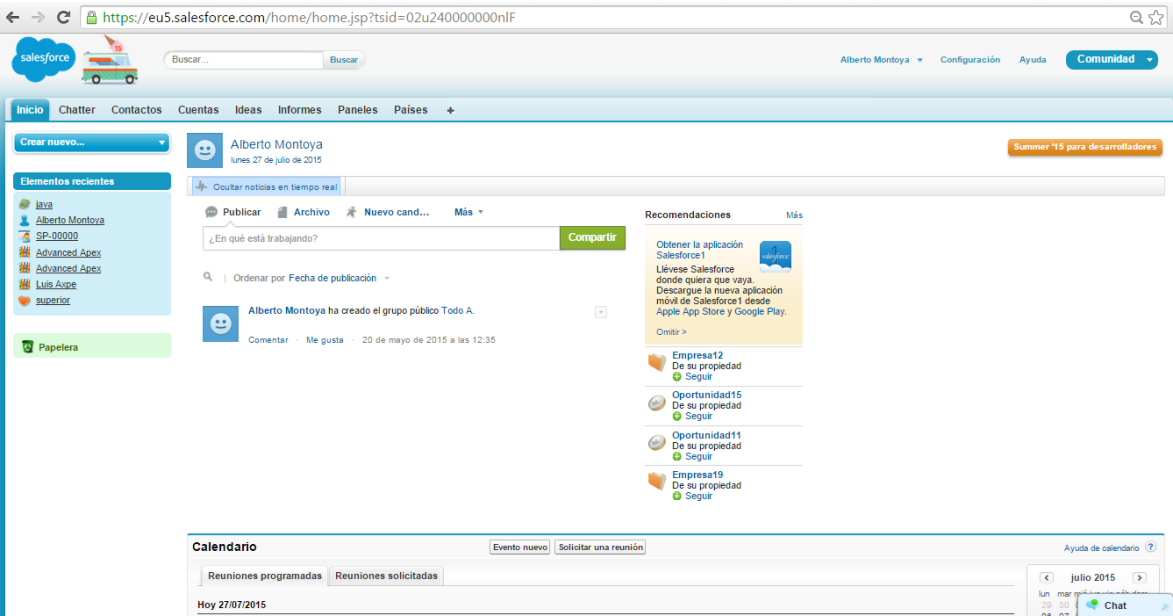 https://eu5.salesforce.com/home/home.jsp?tsid=02u240000000nlF
salesforce
15
Buscar...
Buscar
Alberto Montoya
Configuración
Ayuda
Comunidad
Inicio
Chatter
Contactos
Cuentas
Ideas
Informes
Paneles
Países
+
Crear nuevo...
Elementos recientes
java
Alberto Montoya
SP-00000
Advanced Apex
Advanced Apex
Luis Axpe
superior
Papelera
Alberto Montoya
lunes 27 de julio de 2015
Summer '15 para desarrolladores
Ocultar noticias en tiempo real
Publicar
Archivo
Nuevo cand...
Más
¿En qué está trabajando?
Compartir
Ordenar por Fecha de publicación
Alberto Montoya ha creado el grupo público Todo A.
Comentar · Me gusta · 20 de mayo de 2015 a las 12:35
Recomendaciones
Más
Obtener la aplicación
Salesforce1
Llévese Salesforce
donde quiera que vaya.
Descargue la nueva aplicación
móvil de Salesforce1 desde
Apple App Store y Google Play.
Omitir >
1
salesforce
Empresa12
De su propiedad
Seguir
Oportunidad15
De su propiedad
Seguir
Oportunidad11
De su propiedad
Seguir
Empresa19
De su propiedad
Seguir
Calendario
Evento nuevo
Solicitar una reunión
Ayuda de calendario ?
Reuniones programadas
Reuniones solicitadas
Hoy 27/07/2015
julio 2015
lun mar
29 30
Chat